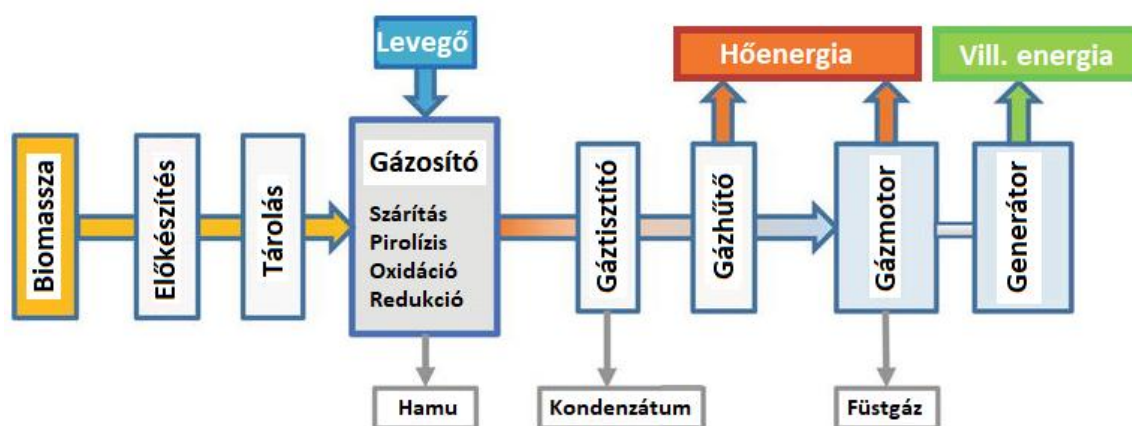 Levegő
Hőenergia
Vill. energia
Biomassza
Előkészítés
Tárolás
Gázosító
Szárítás
Pirolízis
Oxidáció
Redukció
Gáztisztító
Gázhűtő
Gázmotor
Generátor
Hamu
Kondenzátum
Füstgáz